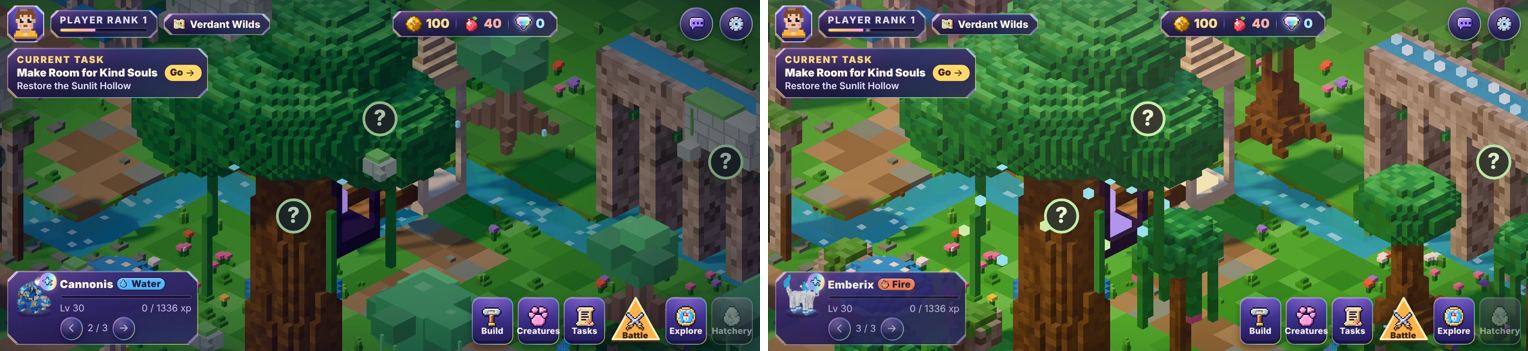 PLAYER RANK 1
Verdant Wilds
100
40
0
CURRENT TASK
Make Room for Kind Souls
Go →
Restore the Sunlit Hollow
?
?
?
Cannonis
Water
Lv 30
0 / 1336 xp
← 2 / 3 →
Build
Creatures
Tasks
Battle
Explore
Hatchery
PLAYER RANK 1
Verdant Wilds
100
40
0
CURRENT TASK
Make Room for Kind Souls
Go →
Restore the Sunlit Hollow
?
?
?
Emberix
Fire
Lv 30
0 / 1336 xp
← 3 / 3 →
Build
Creatures
Tasks
Battle
Explore
Hatchery